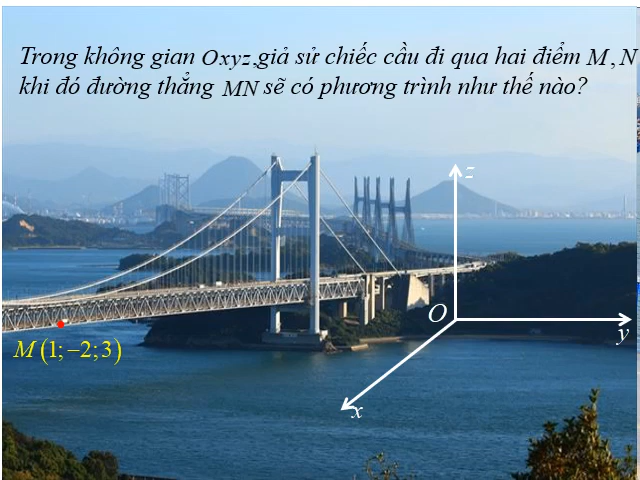 Trong không gian Oxyz, giả sử chiếc cầu đi qua hai điểm M, N
khi đó đường thẳng MN sẽ có phương trình như thế nào?
z
O
y
M(1;−2;3)
x